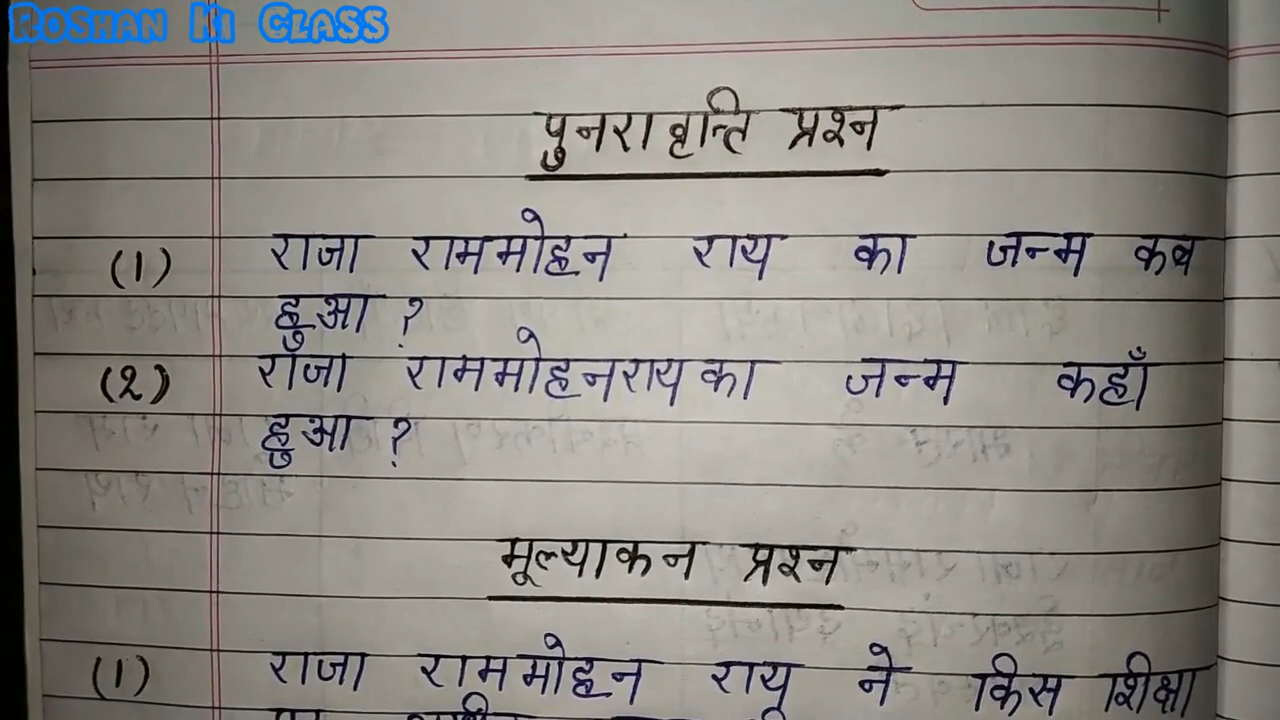 ROSHAN KI CLASS
पुनरावृत्ति प्रश्न
(1) राजा राममोहन राय का जन्म कब
हुआ ?
(2) राजा राममोहनराय का जन्म कहाँ
हुआ ?
मूल्याकन प्रश्न
(1) राजा राममोहन राय ने किस शिक्षा